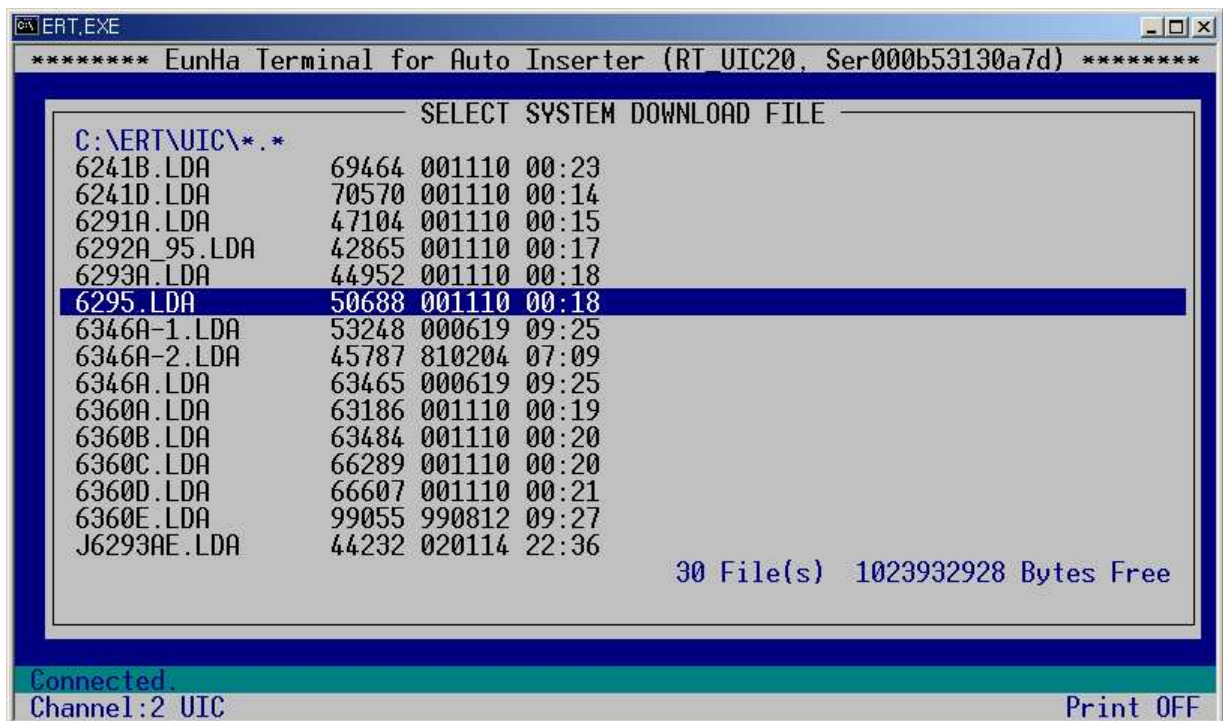 ERT,EXE
******** EunHa Terminal for Auto Inserter (RT_UIC20, Ser000b53130a7d) ********
SELECT SYSTEM DOWNLOAD FILE
C:\ERT\UIC\*.*
6241B.LDA 69464 001110 00:23
6241D.LDA 70570 001110 00:14
6291A.LDA 47104 001110 00:15
6292A_95.LDA 42865 001110 00:17
6293A.LDA 44952 001110 00:18
6295.LDA 50688 001110 00:18
6346A-1.LDA 53248 000619 09:25
6346A-2.LDA 45787 810204 07:09
6346A.LDA 63465 000619 09:25
6360A.LDA 63186 001110 00:19
6360B.LDA 63484 001110 00:20
6360C.LDA 66289 001110 00:20
6360D.LDA 66607 001110 00:21
6360E.LDA 99055 990812 09:27
J6293AE.LDA 44232 020114 22:36
30 File(s) 1023932928 Bytes Free
Connected.
Channel:2 UIC Print OFF